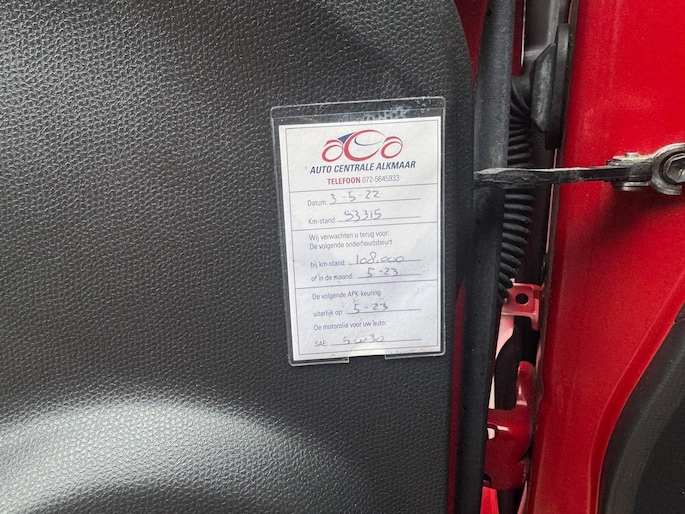 aCa
AUTO CENTRALE ALKMAAR
TELEFOON 072-5645933
Datum: 3-5-22
Km-stand: 93315
Wij verwachten u terug voor:
De volgende onderhoudsbeurt
bij km-stand: 108.000
of in de maand: 5-23
De volgende APK-keuring
uiterlijk op: 5-23
De motorolie voor uw auto:
SAE: 5w30